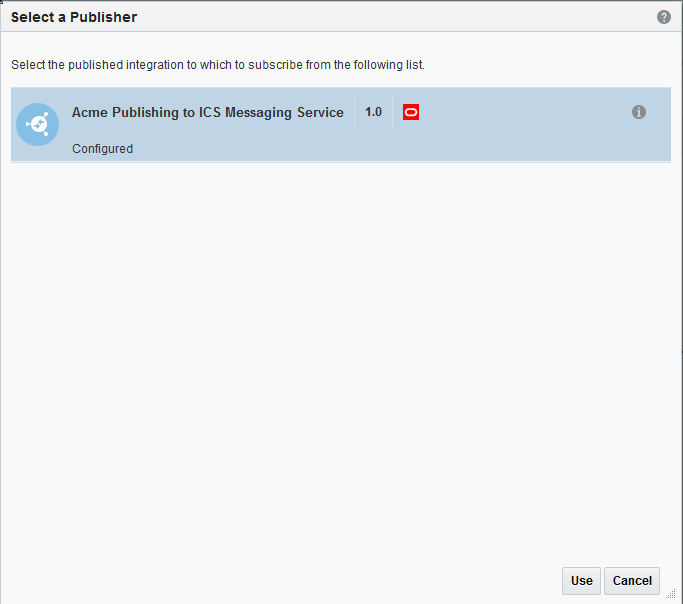 Select a Publisher
Select the published integration to which to subscribe from the following list.
Acme Publishing to ICS Messaging Service 1.0
Configured
Use Cancel